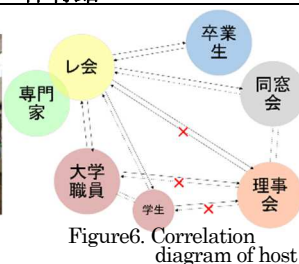 卒業
生
レ会
同窓
会
専門
家
大学
職員
理事
会
学生
Figure6. Correlation
diagram of host